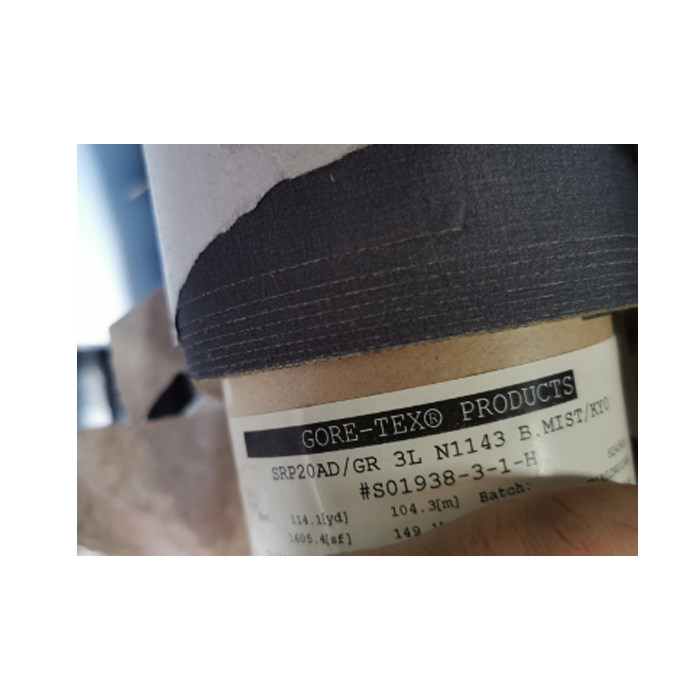 GORE-TEX® PRODUCTS
SRP20AD/GR 3L N1143 B.MIST/KYO
#S01938-3-1-H
114.1[yd] 104.3[m] Batch:
1605.4[sf] 149.